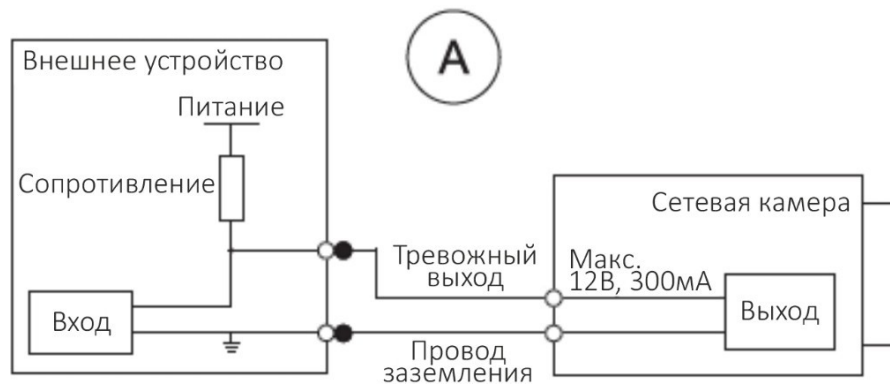 А
Внешнее устройство
Питание
Сопротивление
Сетевая камера
Тревожный
выход
Макс.
12В, 300мА
Вход
Выход
Провод
заземления